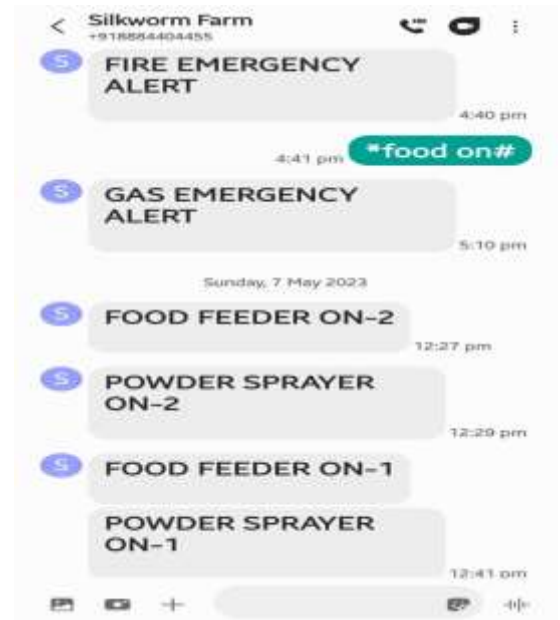 Silkworm Farm
+918884404455
S
FIRE EMERGENCY
ALERT
4:40 pm
4:41 pm
*food on#
S
GAS EMERGENCY
ALERT
5:10 pm
Sunday, 7 May 2023
S
FOOD FEEDER ON-2
12:27 pm
S
POWDER SPRAYER
ON-2
12:29 pm
S
FOOD FEEDER ON-1
POWDER SPRAYER
ON-1
12:41 pm